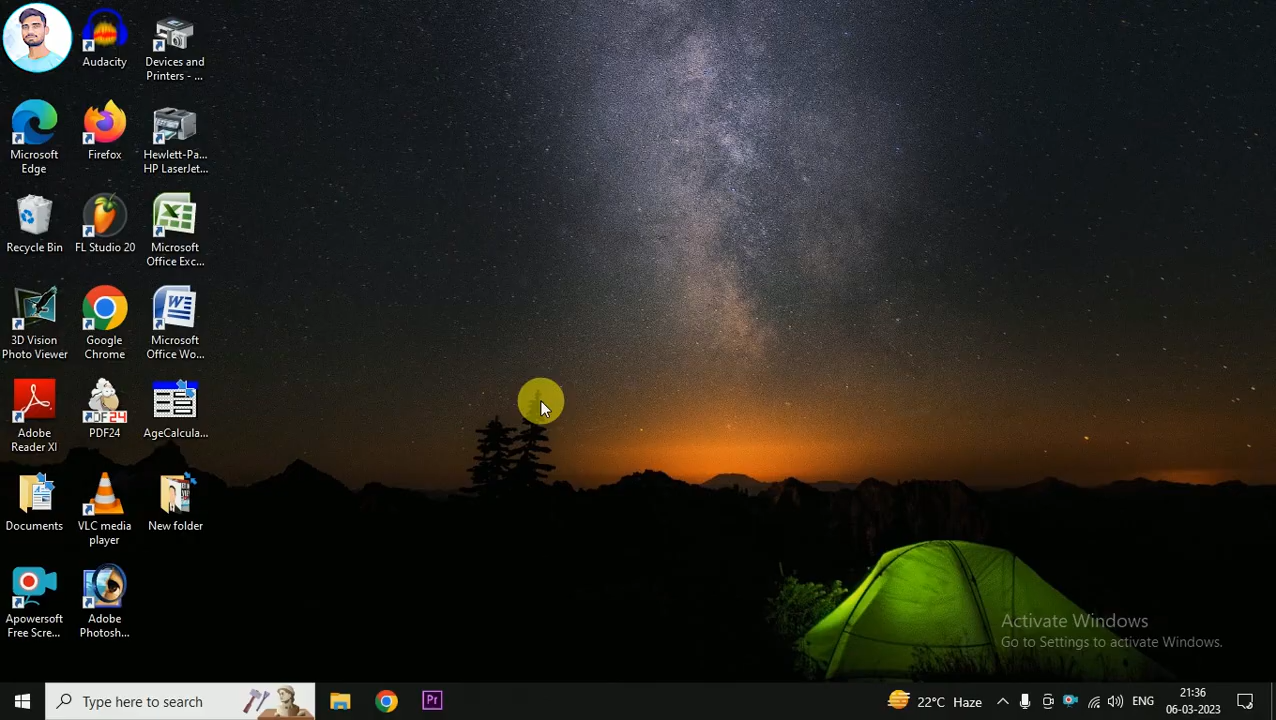 Audacity
Devices and
Printers - ...
Microsoft
Edge
Firefox
Hewlett-Pa...
HP LaserJet...
Recycle Bin
FL Studio 20
Microsoft
Office Exc...
3D Vision
Photo Viewer
Google
Chrome
Microsoft
Office Wo...
Adobe
Reader XI
PDF24
AgeCalcula...
Documents
VLC media
player
New folder
Apowersoft
Free Scre...
Adobe
Photosh...
Activate Windows
Go to Settings to activate Windows.
Type here to search
Pr
22°C Haze
ENG
21:36
06-03-2023